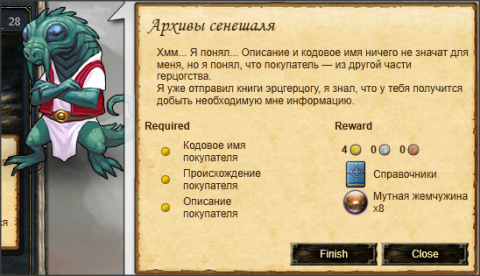 28
Архивы сенешаля
Хмм... Я понял... Описание и кодовое имя ничего не значат для
меня, но я понял, что покупатель — из другой части
герцогства.
Я уже отправил книги эрцгерцогу, я знал, что у тебя получится
добыть необходимую мне информацию.
Required
Reward
Кодовое имя
покупателя
4 0 0
Происхождение
покупателя
Справочники
Описание
покупателя
Мутная жемчужина
x8
Finish
Close